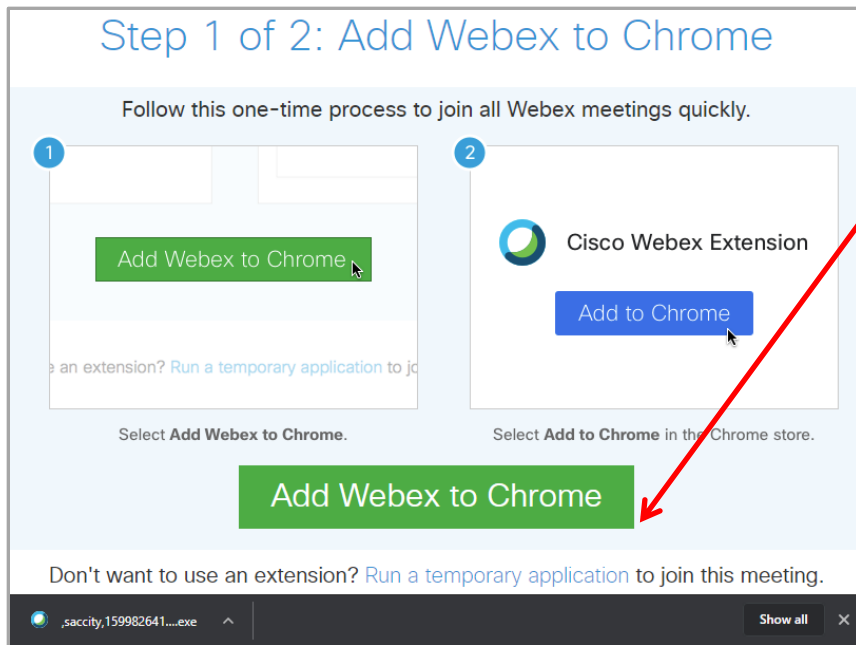 Step 1 of 2: Add Webex to Chrome
Follow this one-time process to join all Webex meetings quickly.
1
Add Webex to Chrome
an extension? Run a temporary application to jo
Select Add Webex to Chrome.
2
Cisco Webex Extension
Add to Chrome
Select Add to Chrome in the Chrome store.
Add Webex to Chrome
Don't want to use an extension? Run a temporary application to join this meeting.
,saccity,159982641....exe
Show all